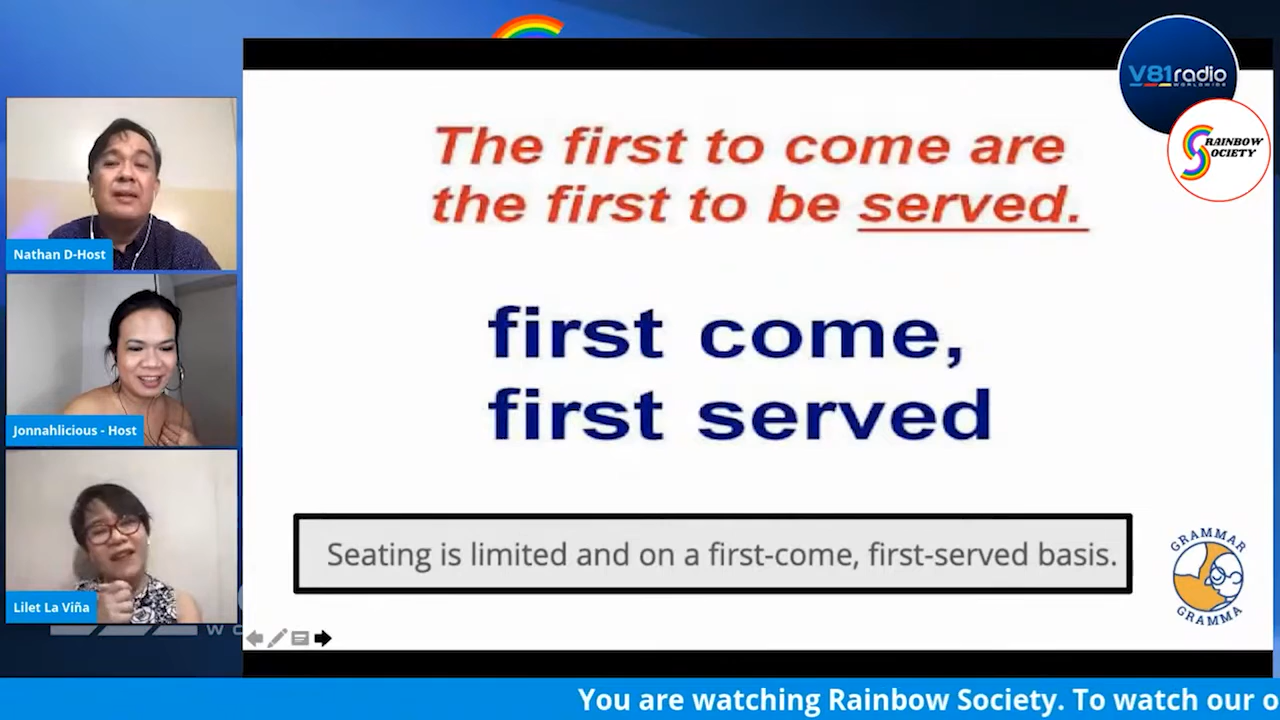 V81radio
WORLDWIDE
RAINBOW
SOCIETY
The first to come are
the first to be served.
first come,
first served
Seating is limited and on a first-come, first-served basis.
GRAMMAR
GRAMMA
Nathan D-Host
Jonnahlicious - Host
Lilet La Viña
You are watching Rainbow Society. To watch our o